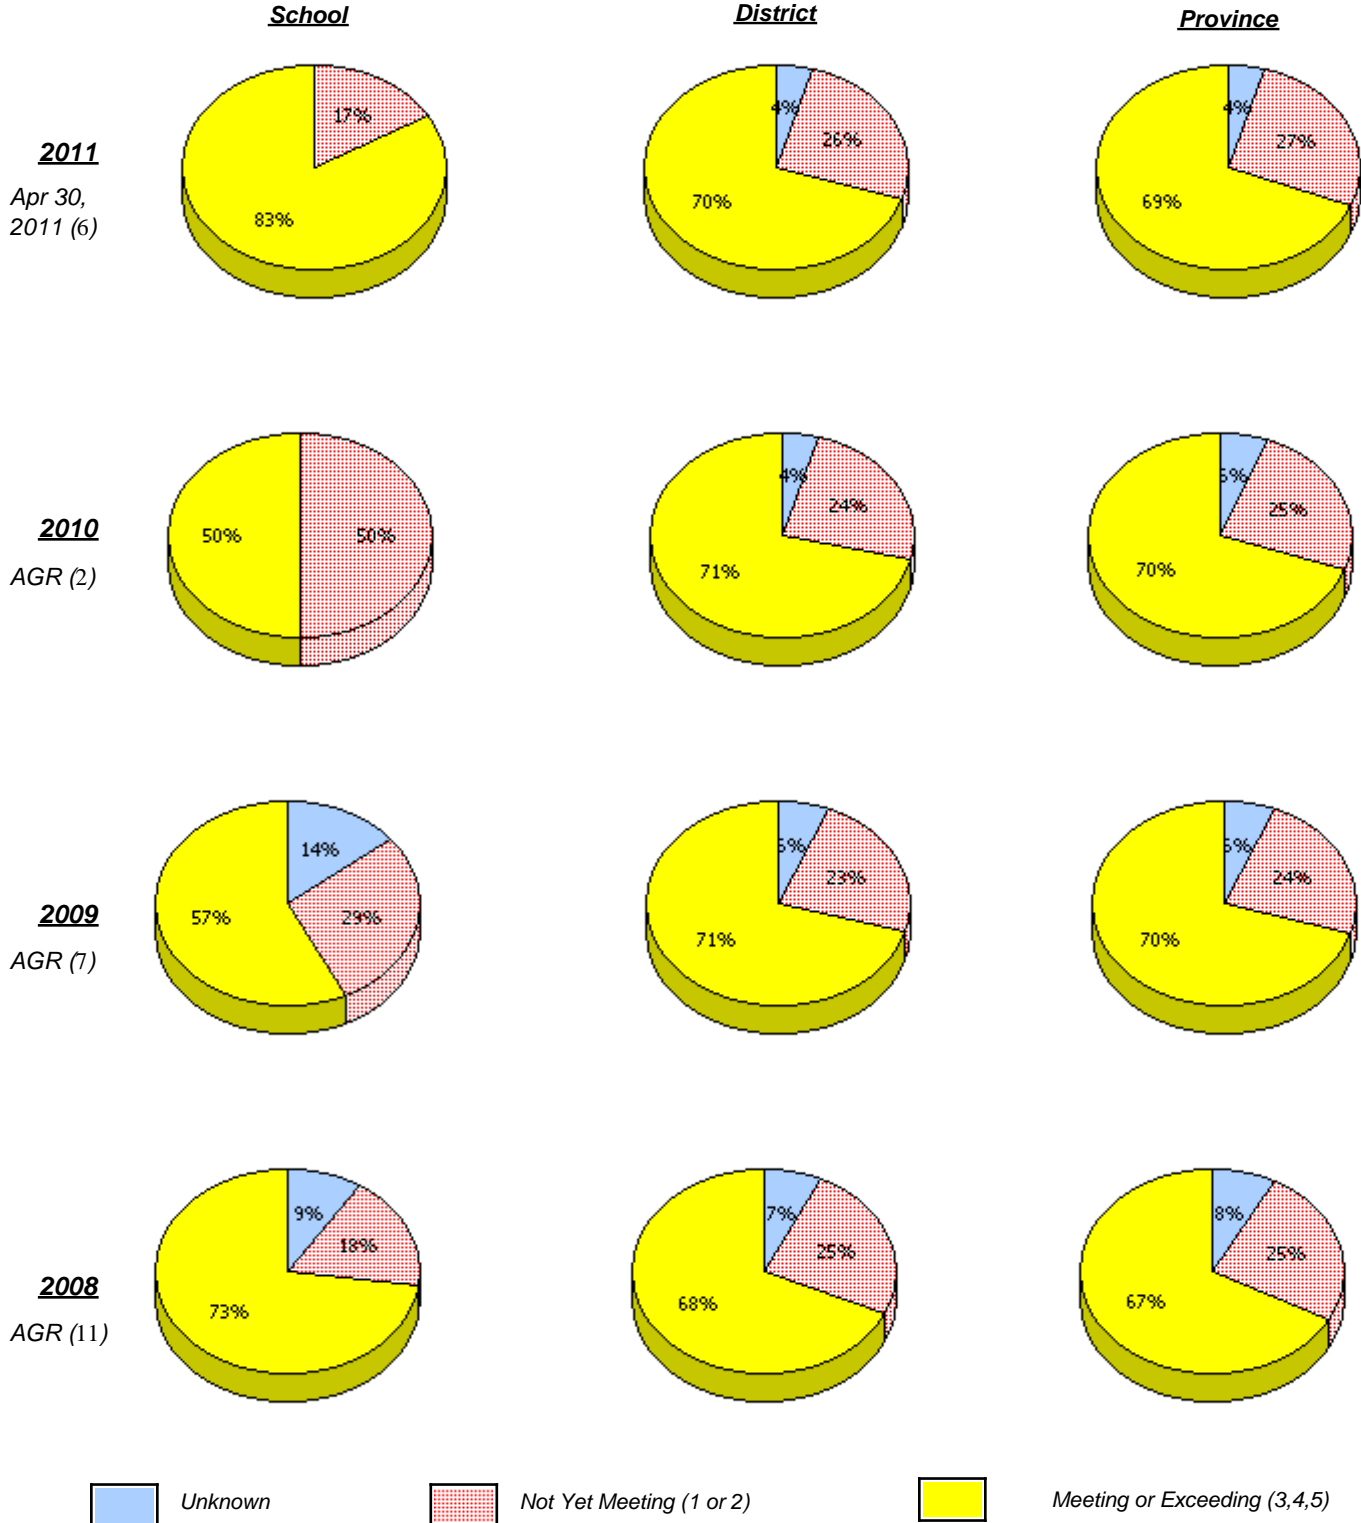 School District Province
17% 4% 4%
26% 27%
2011
Apr 30,
2011 (6)
83% 70% 69%
4%
24% 25%
2010
AGR (2)
50% 50%
71% 70%
14%
29% 23% 24%
2009
AGR (7)
57% 71% 70%
9% 7% 8%
18% 25% 25%
2008
AGR (11)
73% 68% 67%
Unknown Not Yet Meeting (1 or 2) Meeting or Exceeding (3,4,5)